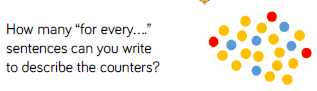 How many “for every....”
sentences can you write
to describe the counters?